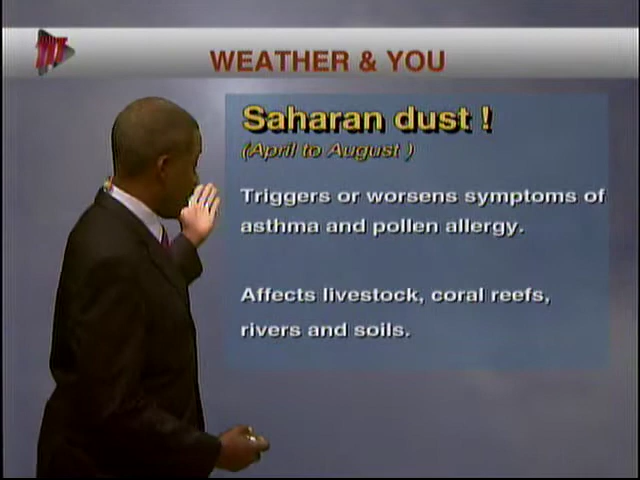 WEATHER & YOU
Saharan dust !
(April to August )
Triggers or worsens symptoms of
asthma and pollen allergy.
Affects livestock, coral reefs,
rivers and soils.